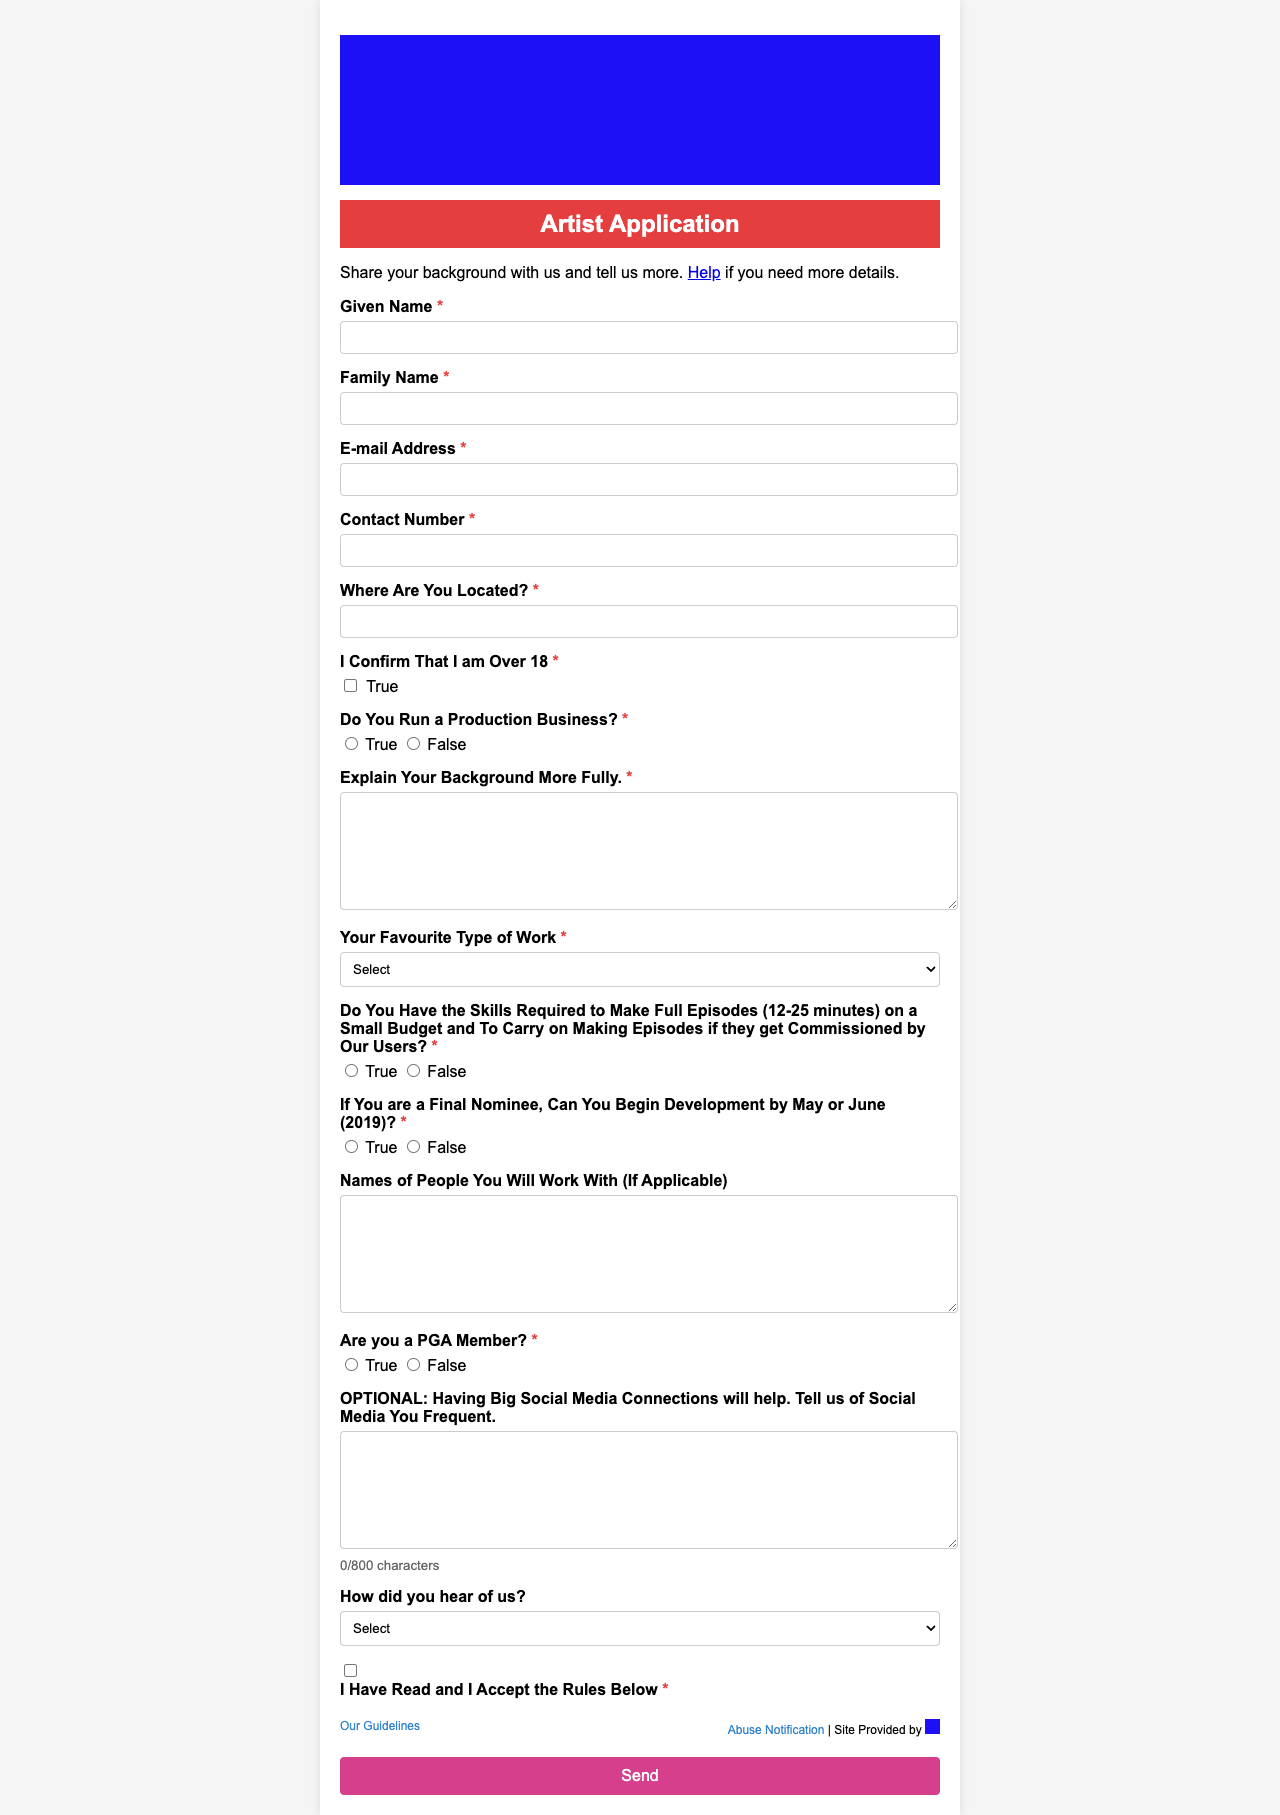 Artist Application
Share your background with us and tell us more. Help if you need more details.
Given Name *
Family Name *
E-mail Address *
Contact Number *
Where Are You Located? *
I Confirm That I am Over 18 *
True
Do You Run a Production Business? *
True False
Explain Your Background More Fully. *
Your Favourite Type of Work *
Select
Do You Have the Skills Required to Make Full Episodes (12-25 minutes) on a
Small Budget and To Carry on Making Episodes if they get Commissioned by
Our Users? *
True False
If You are a Final Nominee, Can You Begin Development by May or June
(2019)? *
True False
Names of People You Will Work With (If Applicable)
Are you a PGA Member? *
True False
OPTIONAL: Having Big Social Media Connections will help. Tell us of Social
Media You Frequent.
0/800 characters
How did you hear of us?
Select
I Have Read and I Accept the Rules Below *
Our Guidelines
Abuse Notification | Site Provided by
Send